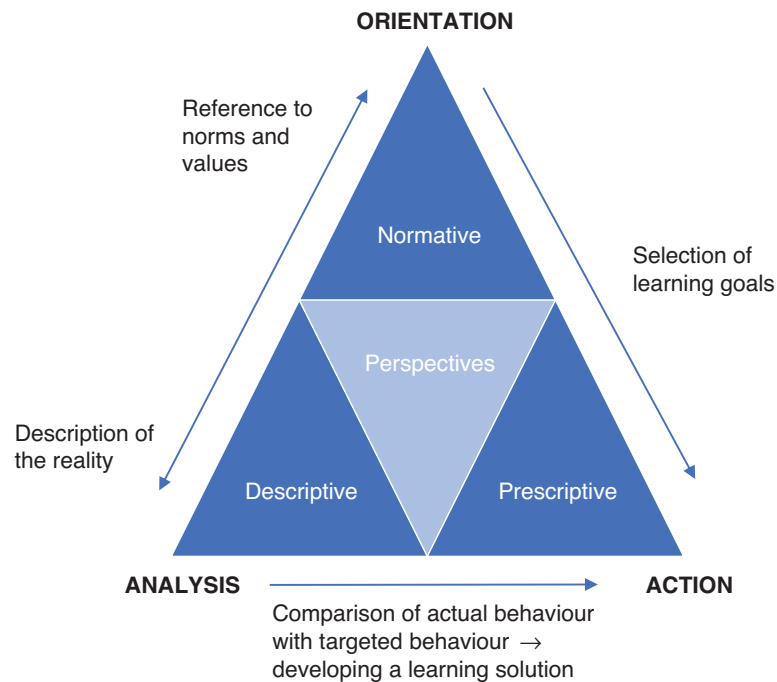 ORIENTATION
Reference to
norms and
values
Normative
Selection of
learning goals
Perspectives
Description of
the reality
Descriptive
Prescriptive
ANALYSIS
ACTION
Comparison of actual behaviour
with targeted behaviour →
developing a learning solution